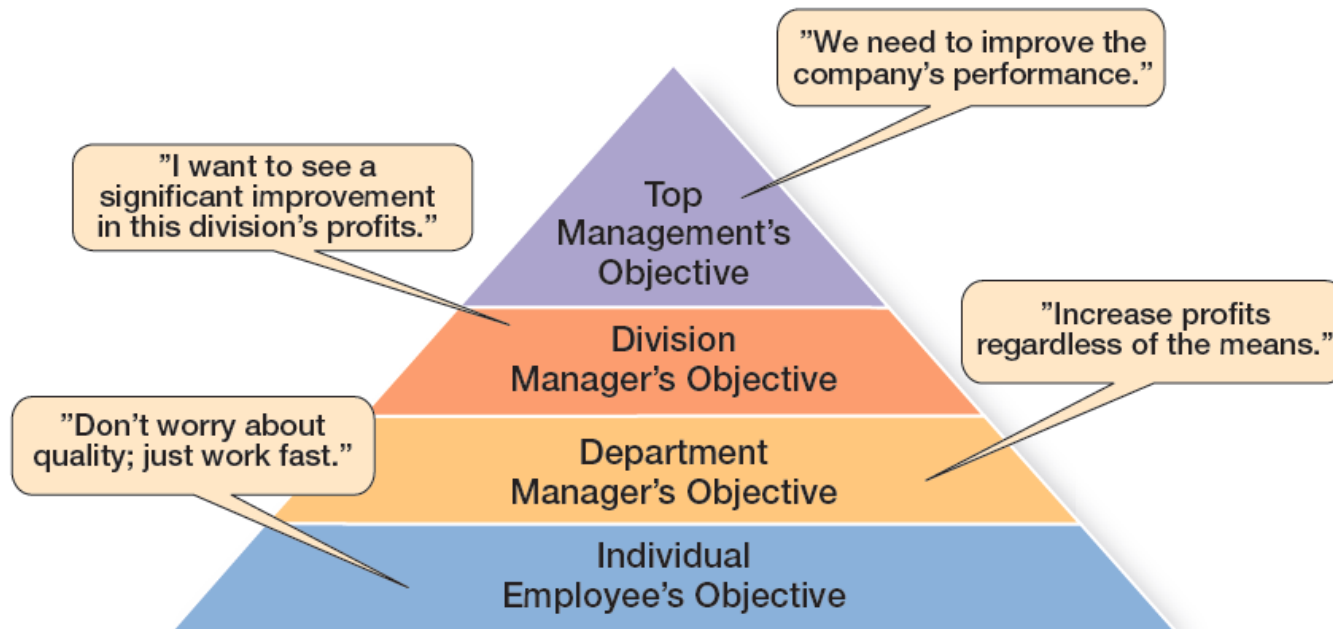 ”We need to improve the
company’s performance.”
”I want to see a
significant improvement
in this division’s profits.”
Top
Management’s
Objective
”Increase profits
regardless of the means.”
Division
Manager’s Objective
”Don’t worry about
quality; just work fast.”
Department
Manager’s Objective
Individual
Employee’s Objective